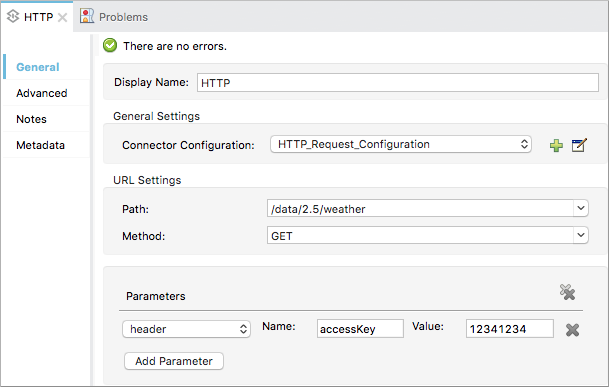 HTTP Problems
There are no errors.
General
Advanced
Notes
Metadata
Display Name: HTTP
General Settings
Connector Configuration: HTTP_Request_Configuration
URL Settings
Path: /data/2.5/weather
Method: GET
Parameters
header Name: accessKey Value: 12341234
Add Parameter